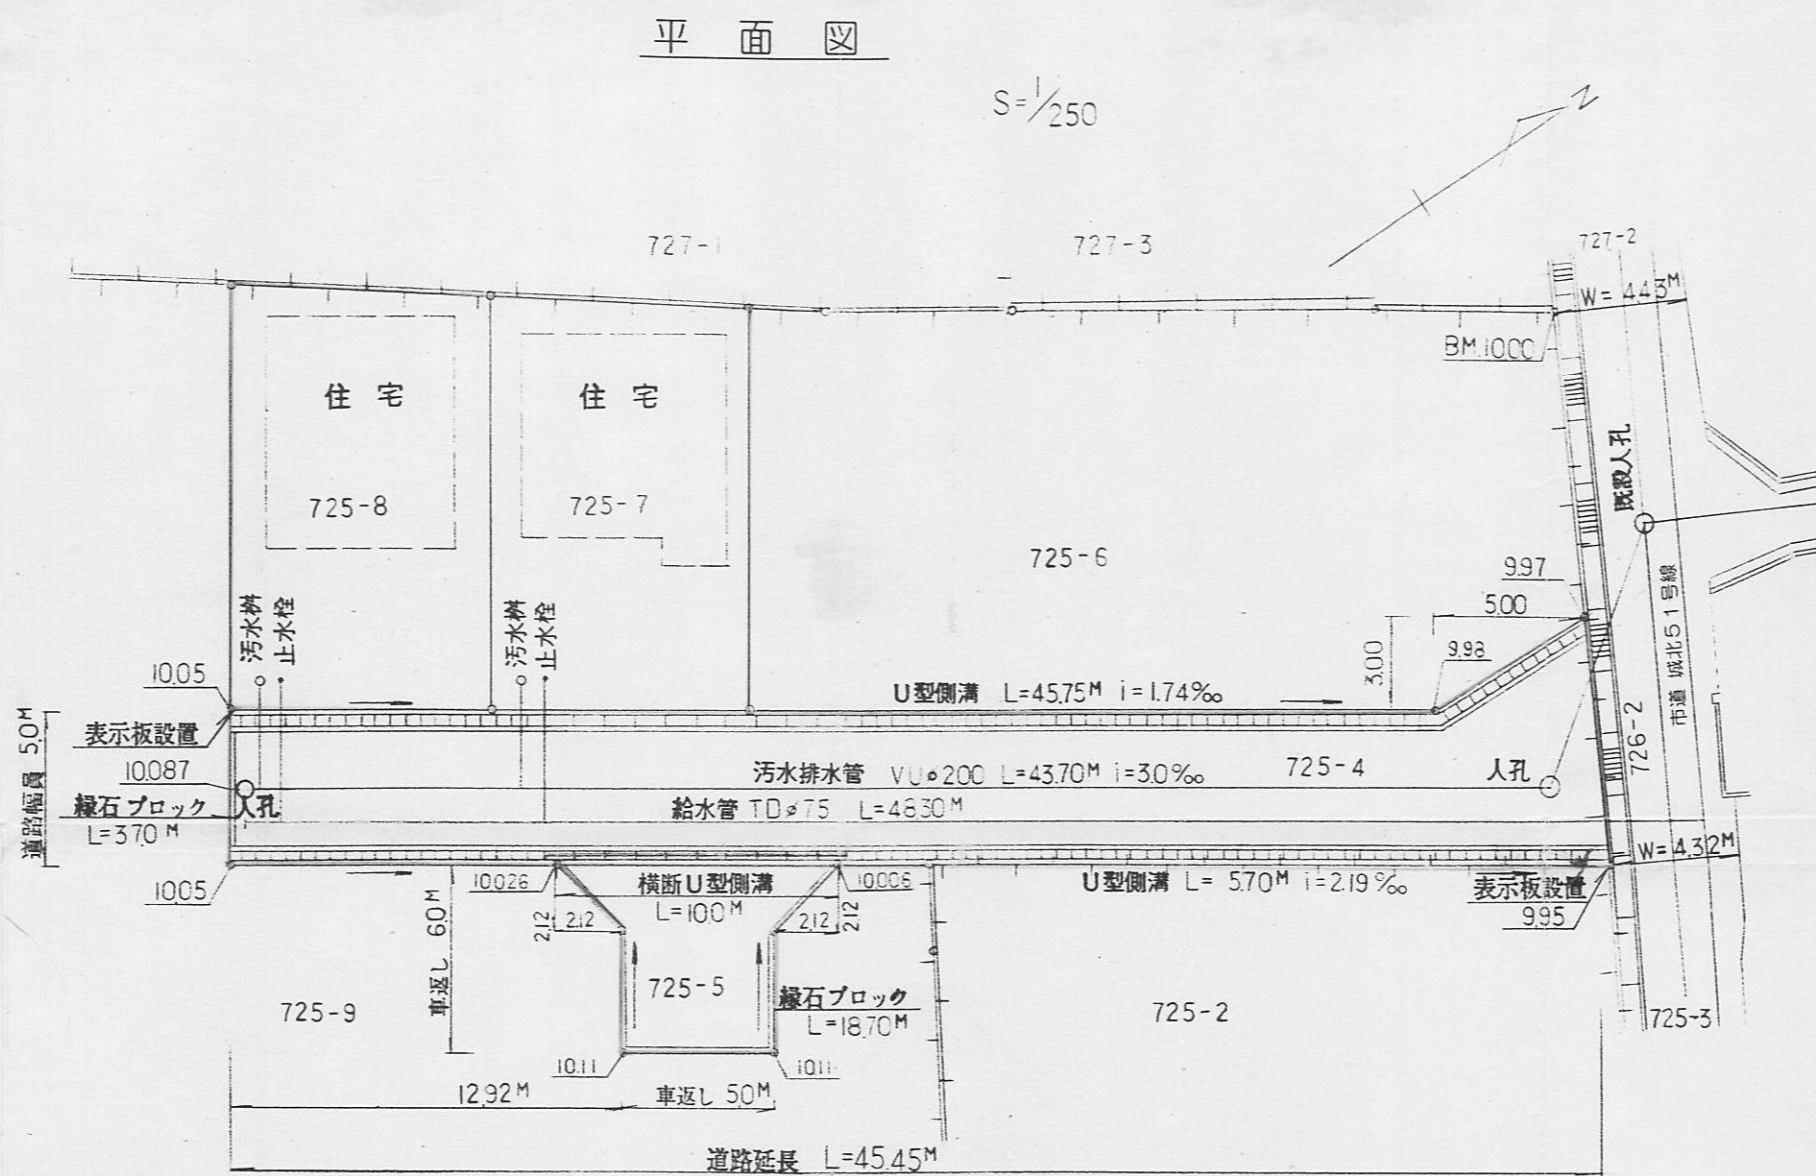 平 面 図
S=1/250
N
727-1
727-3
727-2
W= 4.43M
BM.10.00
住 宅
住 宅
725-8
725-7
725-6
既設人孔
9.97
5.00
3.00
9.98
市道 城北51号線
汚水桝
止水栓
汚水桝
止水栓
10.05
表示板設置
U型側溝 L=45.75M i=1.74‰
道路幅員 5.0M
10.087
縁石ブロック
L=3.70M
人孔
汚水排水管 VUφ200 L=43.70M i=3.0‰
725-4
人孔
726-2
給水管 TDφ75 L=48.30M
W=4.32M
10.05
10.026
横断U型側溝
L=10.0M
10.006
U型側溝 L= 5.70M i=2.19‰
表示板設置
9.95
2.12
2.12
2.12
2.12
車返し 6.0M
725-9
725-5
縁石ブロック
L=18.70M
725-2
725-3
10.11
10.11
12.92M
車返し 5.0M
道路延長 L=45.45M